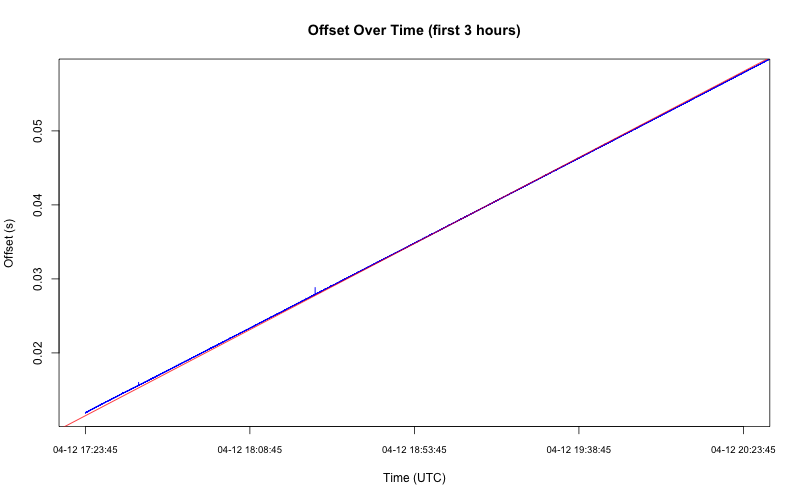 Offset Over Time (first 3 hours)
Offset (s)
0.05
0.04
0.03
0.02
04-12 17:23:45 04-12 18:08:45 04-12 18:53:45 04-12 19:38:45 04-12 20:23:45
Time (UTC)